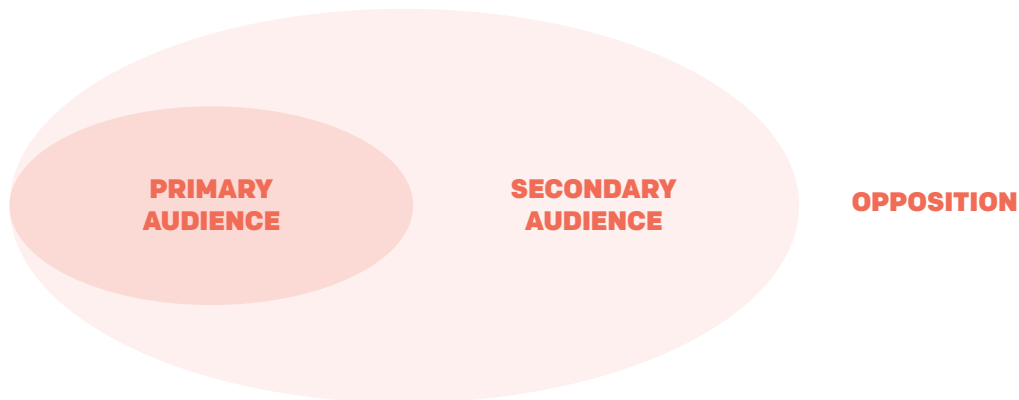 PRIMARY
AUDIENCE
SECONDARY
AUDIENCE
OPPOSITION